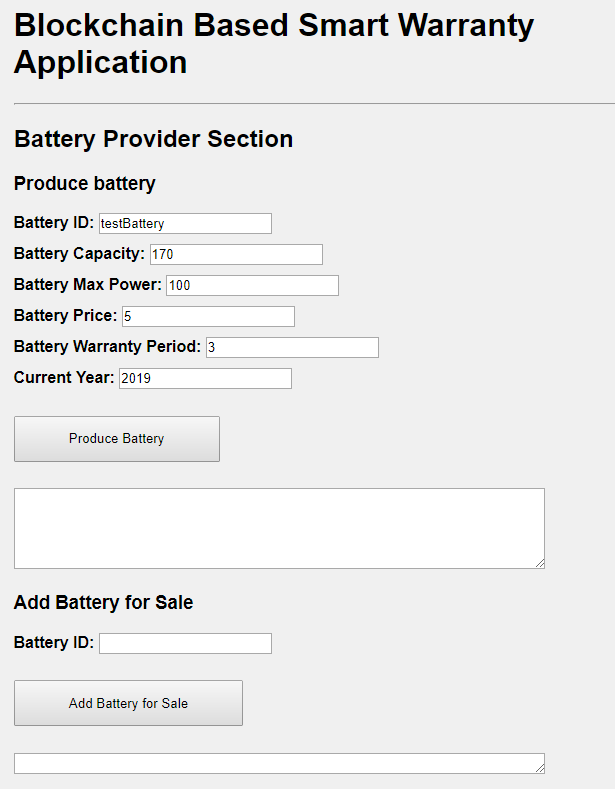 Blockchain Based Smart Warranty
Application
Battery Provider Section
Produce battery
Battery ID: testBattery
Battery Capacity: 170
Battery Max Power: 100
Battery Price: 5
Battery Warranty Period: 3
Current Year: 2019
Produce Battery
Add Battery for Sale
Battery ID:
Add Battery for Sale